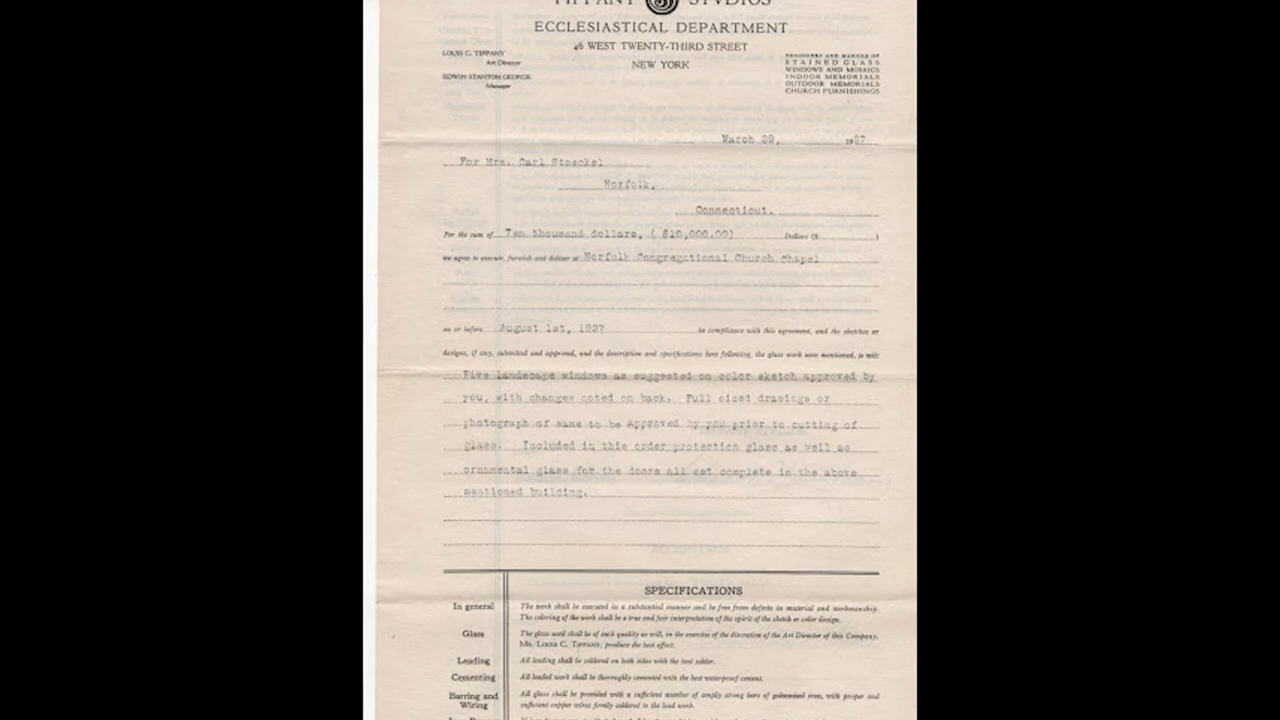 TIFFANY STUDIOS
ECCLESIASTICAL DEPARTMENT
46 WEST TWENTY-THIRD STREET
NEW YORK
LOUIS C. TIFFANY
Art Director
EDWIN STANTON GEORGE
Manager
DESIGNERS AND MAKERS OF
STAINED GLASS
WINDOWS AND MOSAICS
INDOOR MEMORIALS
OUTDOOR MEMORIALS
CHURCH FURNISHINGS
March 29, 1927
For Mrs. Carl Stoeckel
Norfolk,
Connecticut.
For the sum of Ten thousand dollars, ( $10,000.00) Dollars ($ )
we agree to execute, furnish and deliver at Norfolk Congregational Church Chapel
on or before August 1st, 1927 in compliance with this agreement, and the sketches or
designs, if any, submitted and approved, and the description and specifications here following, the glass work now mentioned, to wit:
Five landscape windows as suggested on color sketch approved by
you, with changes noted on back. Full sized drawings or
photograph of same to be approved by you prior to cutting of
glass. Included in this order protection glass as well as
ornamental glass for the doors all set complete in the above
mentioned building.
SPECIFICATIONS
In general The work shall be executed in a substantial manner and be free from defects in material and workmanship.
The coloring of the work shall be a true and fair interpretation of the spirit of the sketch or color design.
Glass The glass used shall be of such quality as will, in the exercise of the discretion of the Art Director of this Company,
MR. LOUIS C. TIFFANY, produce the best effect.
Leading All leading shall be soldered on both sides with the best solder.
Cementing All leaded work shall be thoroughly cemented with the best waterproof cement.
Barring and Wiring All glass shall be provided with a sufficient number of amply strong bars of galvanized iron, with proper and
sufficient copper wires firmly soldered to the lead work.